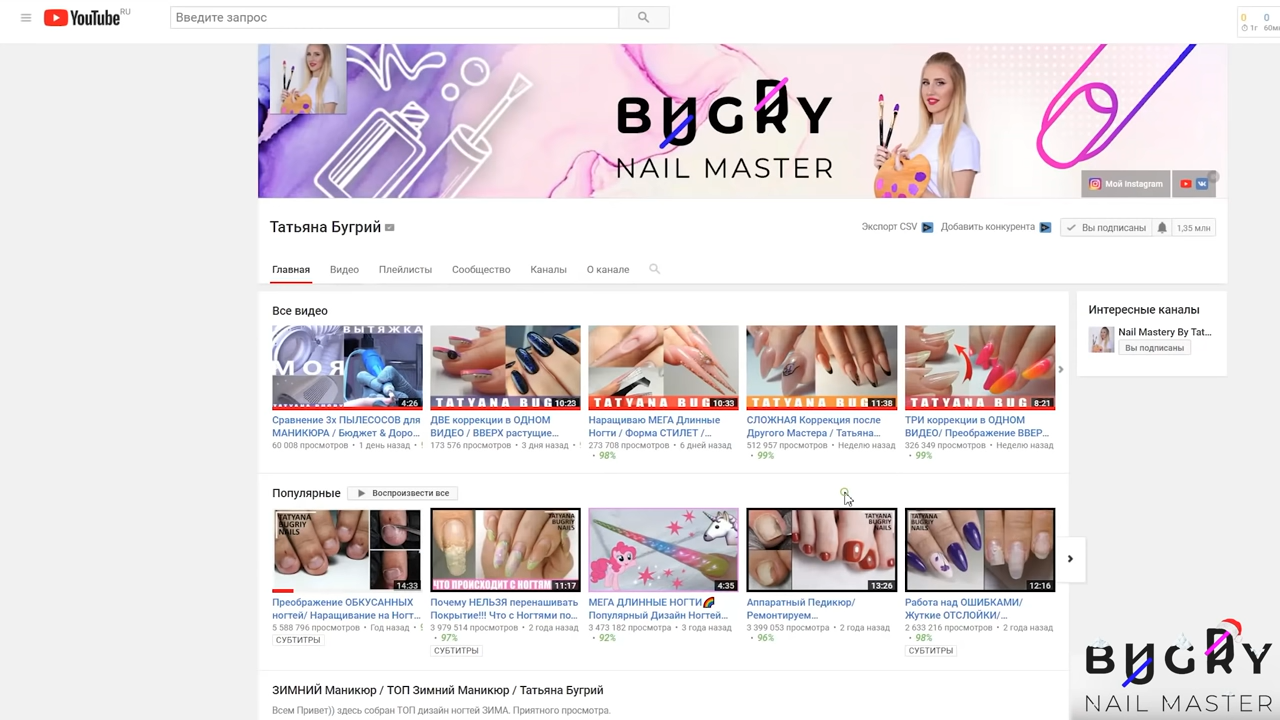 YouTube RU
Введите запрос
0 0
1г 60м
BUGRY
NAIL MASTER
Мой Instagram
Татьяна Бугрий
Экспорт CSV Добавить конкурента Вы подписаны 1,35 млн
Главная Видео Плейлисты Сообщество Каналы О канале
Все видео
Интересные каналы
Nail Mastery By Tat...
Вы подписаны
ВЫТЯЖКА
МОЯ
4:26
TATYANA BUG 10:23
TATYANA BUG 10:33
TATYANA BUG 11:38
TATYANA BUG 8:21
Сравнение 3х ПЫЛЕСОСОВ для
МАНИКЮРА / Бюджет & Доро...
60 008 просмотров • 1 день назад •
ДВЕ коррекции в ОДНОМ
ВИДЕО / ВВЕРХ растущие...
173 576 просмотров • 3 дня назад •
Наращиваю МЕГА Длинные
Ногти / Форма СТИЛЕТ /...
273 708 просмотров • 6 дней назад
• 98%
СЛОЖНАЯ Коррекция после
Другого Мастера / Татьяна...
512 957 просмотров • Неделю назад
• 99%
ТРИ коррекции в ОДНОМ
ВИДЕО/ Преображение ВВЕР...
326 349 просмотров • Неделю назад
• 99%
Популярные Воспроизвести все
TATYANA
BUGRIY
NAILS
14:33
TATYANA
BUGRIY
NAILS
ЧТО ПРОИСХОДИТ С НОГТЯМ
11:17
4:35
TATYANA
BUGRIY
NAILS
13:26
TATYANA
BUGRIY
NAILS
12:16
Преображение ОБКУСАННЫХ
ногтей/ Наращивание на Ногт...
5 588 796 просмотров • Год назад •
СУБТИТРЫ
Почему НЕЛЬЗЯ перенашивать
Покрытие!!! Что с Ногтями по...
3 979 514 просмотров • 2 года назад
• 97%
СУБТИТРЫ
МЕГА ДЛИННЫЕ НОГТИ🌈
Популярный Дизайн Ногтей...
3 473 182 просмотра • 3 года назад
• 92%
Аппаратный Педикюр/
Ремонтируем...
3 399 053 просмотра • 2 года назад
• 96%
Работа над ОШИБКАМИ/
Жуткие ОТСЛОЙКИ/...
2 633 216 просмотров • 2 года назад
• 98%
СУБТИТРЫ
ЗИМНИЙ Маникюр / ТОП Зимний Маникюр / Татьяна Бугрий
Всем Привет)) здесь собран ТОП дизайн ногтей ЗИМА. Приятного просмотра.
BUGRY
NAIL MASTER